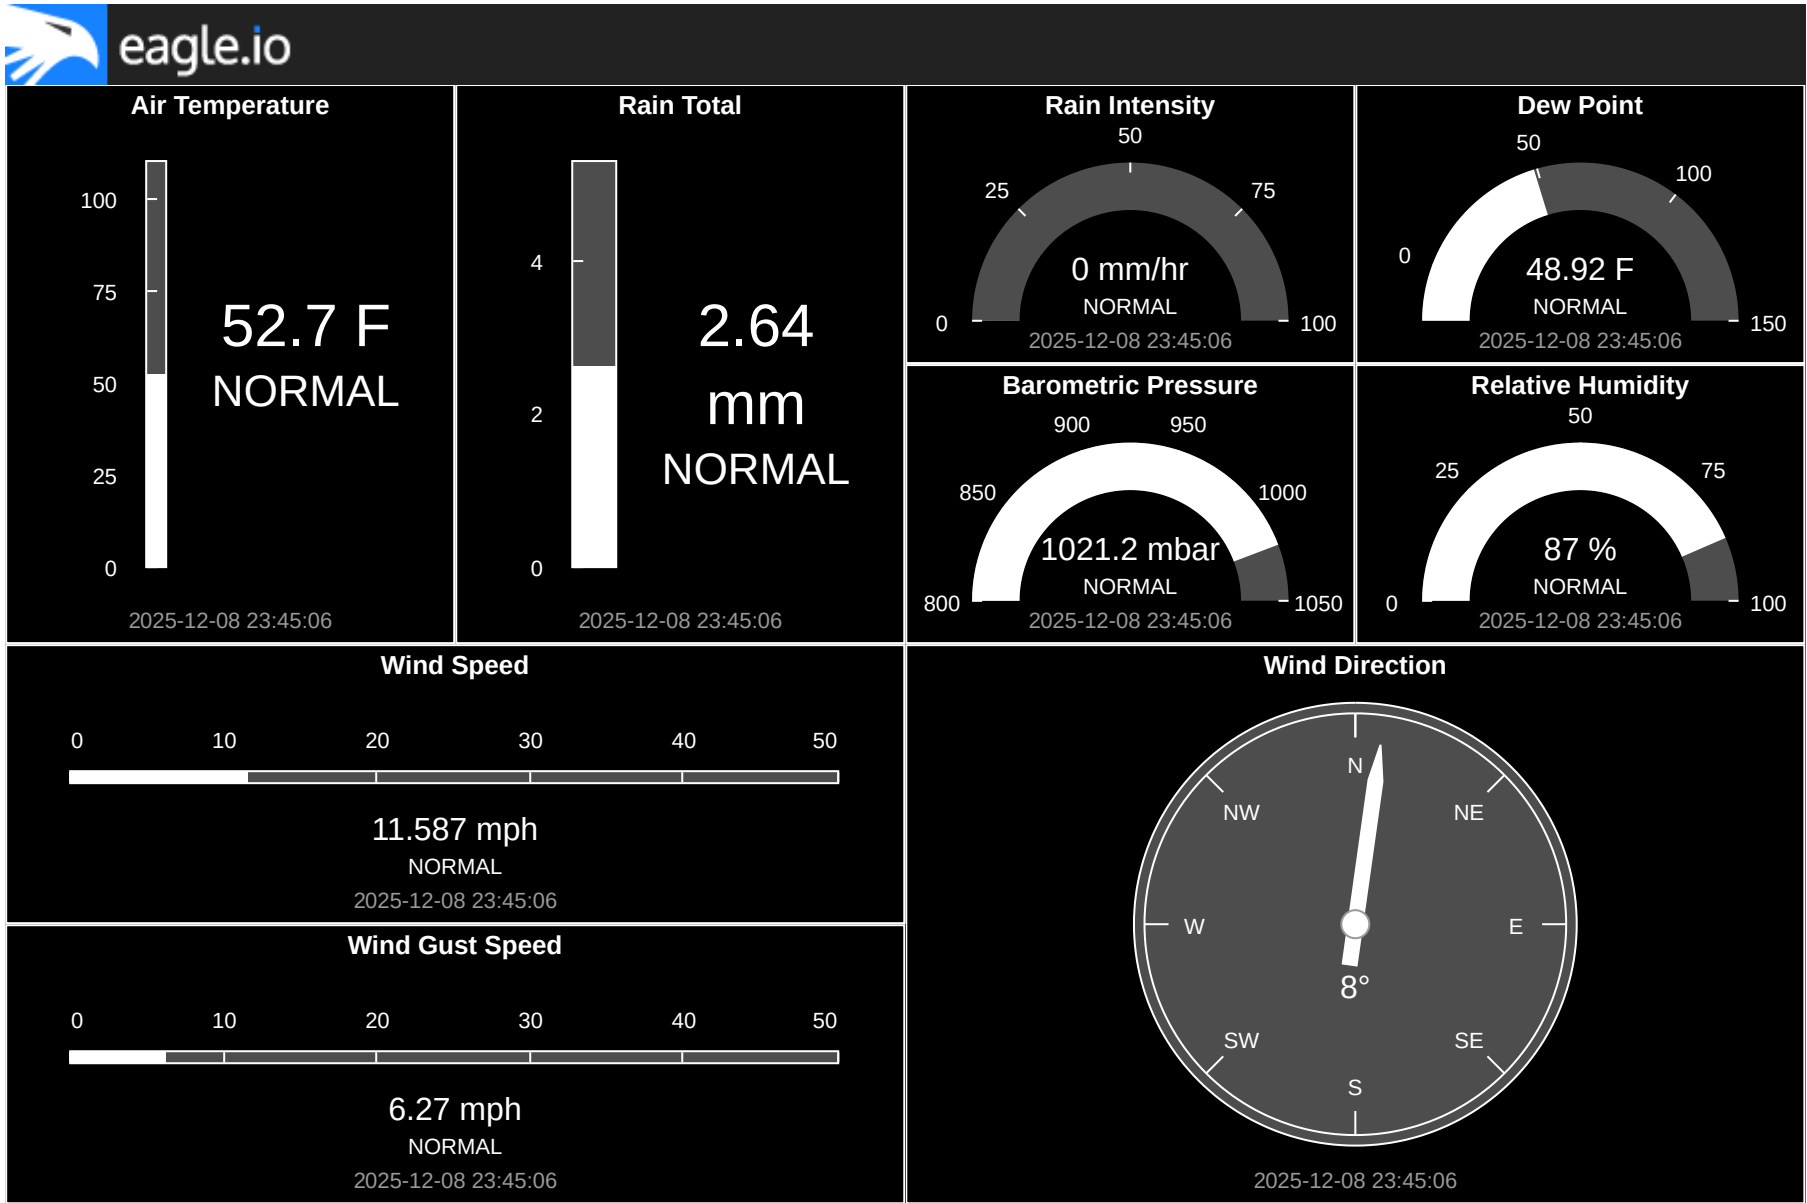 eagle.io
Air Temperature
100
75
50
25
0
52.7 F
NORMAL
2025-12-08 23:45:06
Rain Total
4
2
0
2.64
mm
NORMAL
2025-12-08 23:45:06
Rain Intensity
50
25
75
0
100
0 mm/hr
NORMAL
2025-12-08 23:45:06
Dew Point
50
100
0
150
48.92 F
NORMAL
2025-12-08 23:45:06
Barometric Pressure
900
950
850
1000
800
1050
1021.2 mbar
NORMAL
2025-12-08 23:45:06
Relative Humidity
50
25
75
0
100
87 %
NORMAL
2025-12-08 23:45:06
Wind Speed
0 10 20 30 40 50
11.587 mph
NORMAL
2025-12-08 23:45:06
Wind Gust Speed
0 10 20 30 40 50
6.27 mph
NORMAL
2025-12-08 23:45:06
Wind Direction
N
NW
NE
W
E
8°
SW
SE
S
2025-12-08 23:45:06